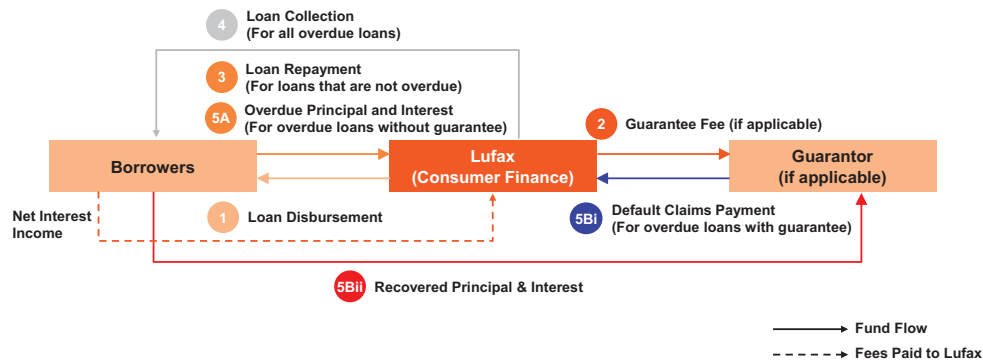 4
Loan Collection
(For all overdue loans)
3
Loan Repayment
(For loans that are not overdue)
5A
Overdue Principal and Interest
(For overdue loans without guarantee)
2
Guarantee Fee (if applicable)
Borrowers
Lufax
(Consumer Finance)
Guarantor
(if applicable)
Net Interest
Income
1
Loan Disbursement
5Bi
Default Claims Payment
(For overdue loans with guarantee)
5Bii
Recovered Principal & Interest
Fund Flow
Fees Paid to Lufax